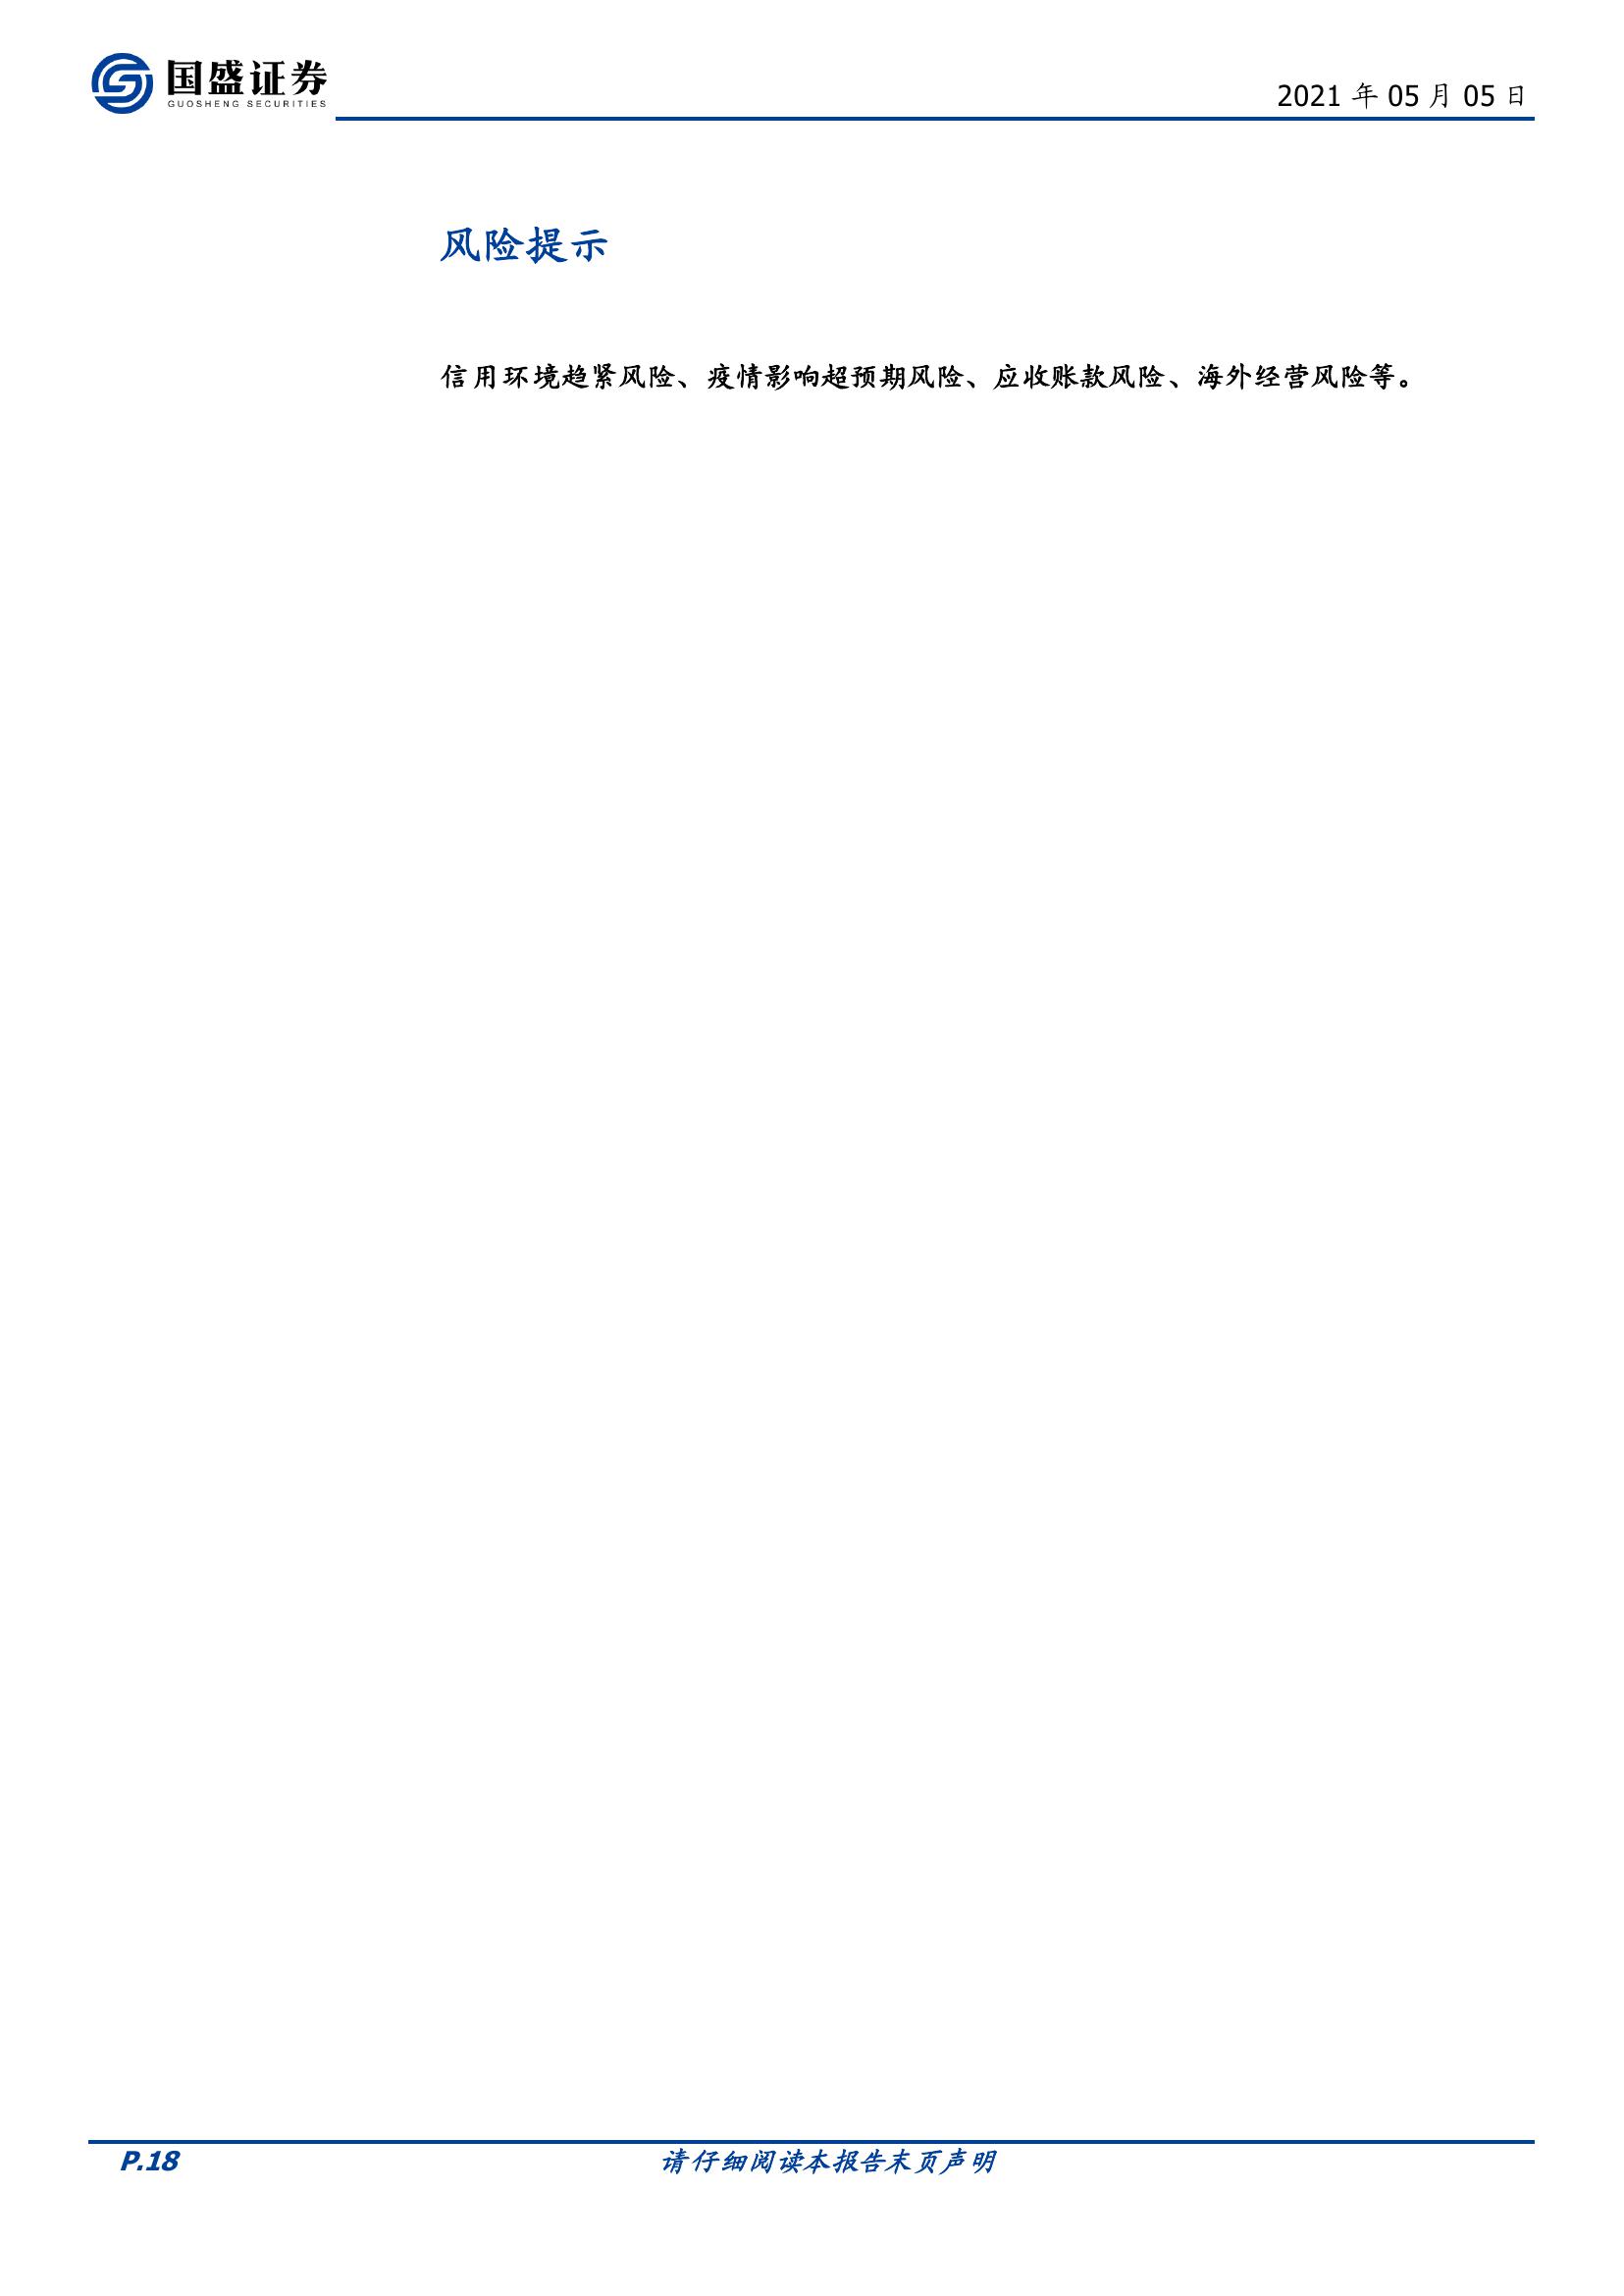 国盛证券
GUOSHENG SECURITIES
2021 年 05 月 05 日
风险提示
信用环境趋紧风险、疫情影响超预期风险、应收账款风险、海外经营风险等。
P.18
请仔细阅读本报告末页声明